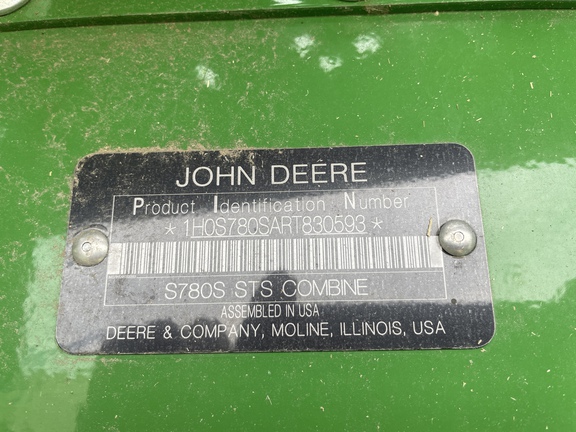 JOHN DEERE
Product Identification Number
*1H0S780SART830593*
S780S STS COMBINE
ASSEMBLED IN USA
DEERE & COMPANY, MOLINE, ILLINOIS, USA